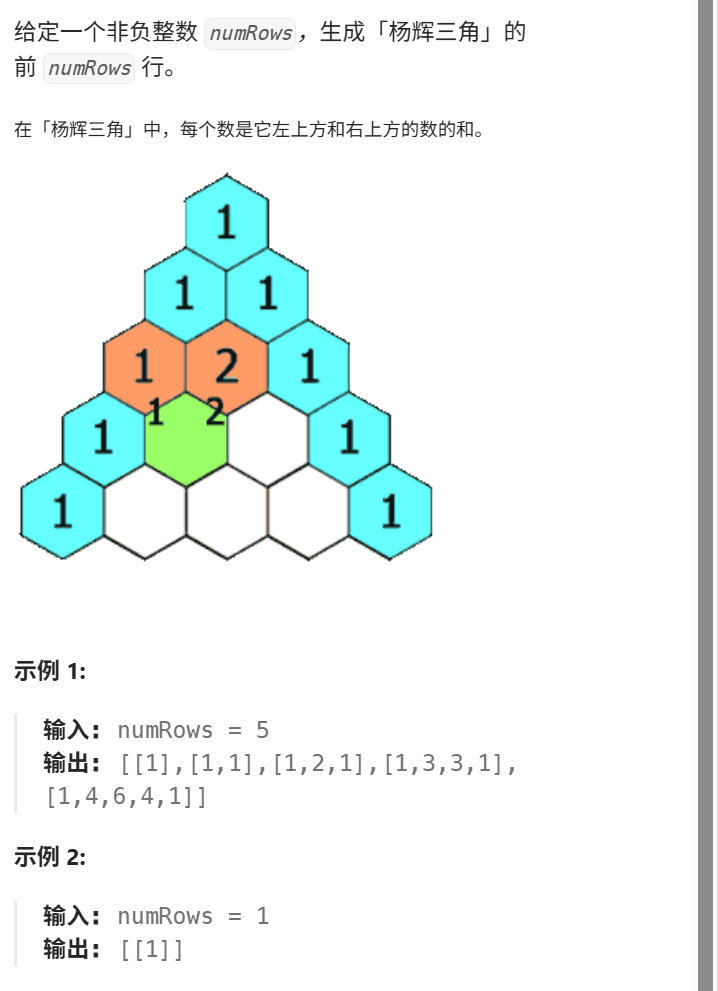 给定一个非负整数 numRows，生成「杨辉三角」的
前 numRows 行。
在「杨辉三角」中，每个数是它左上方和右上方的数的和。
1
1 1
1 2 1
1 2
1 1
1 1
示例 1:
输入: numRows = 5
输出: [[1],[1,1],[1,2,1],[1,3,3,1],
[1,4,6,4,1]]
示例 2:
输入: numRows = 1
输出: [[1]]